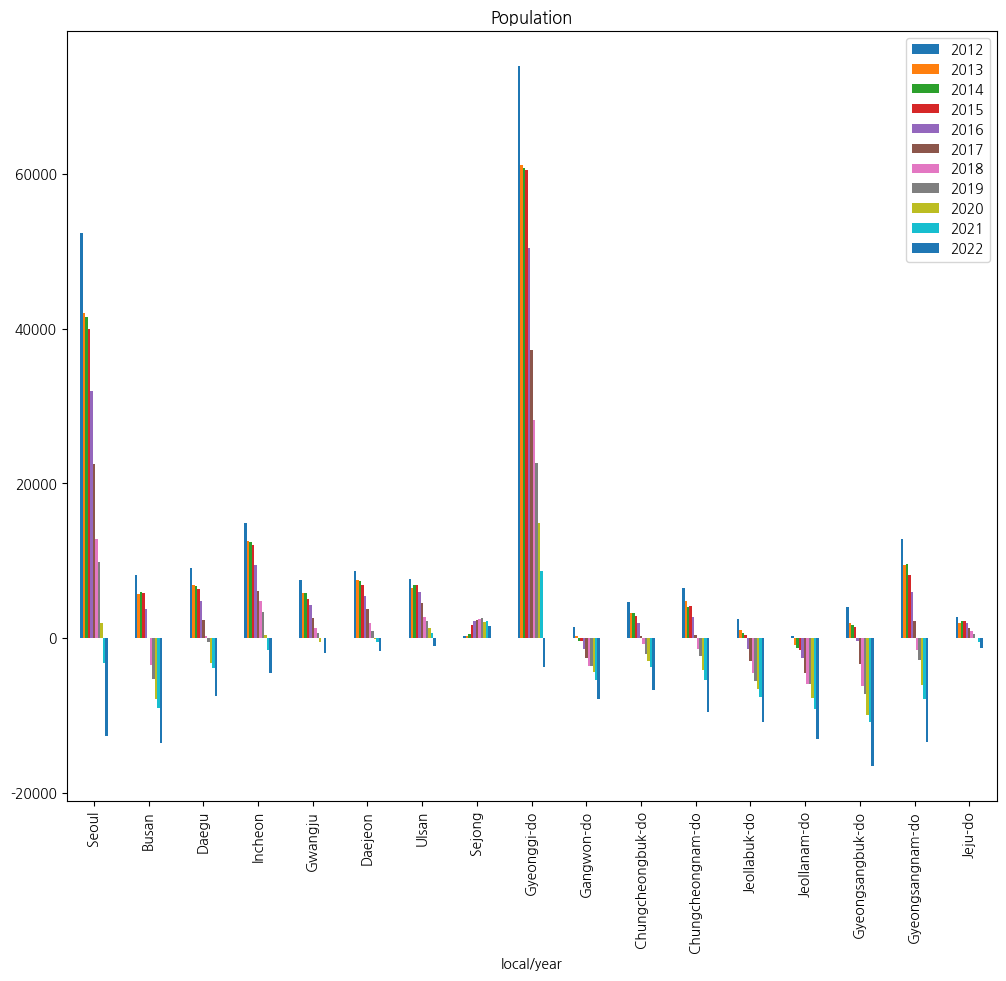 Population
2012
2013
2014
2015
2016
2017
2018
2019
2020
2021
2022
60000
40000
20000
0
-20000
Seoul
Busan
Daegu
Incheon
Gwangju
Daejeon
Ulsan
Sejong
Gyeonggi-do
Gangwon-do
Chungcheongbuk-do
Chungcheongnam-do
Jeollabuk-do
Jeollanam-do
Gyeongsangbuk-do
Gyeongsangnam-do
Jeju-do
local/year